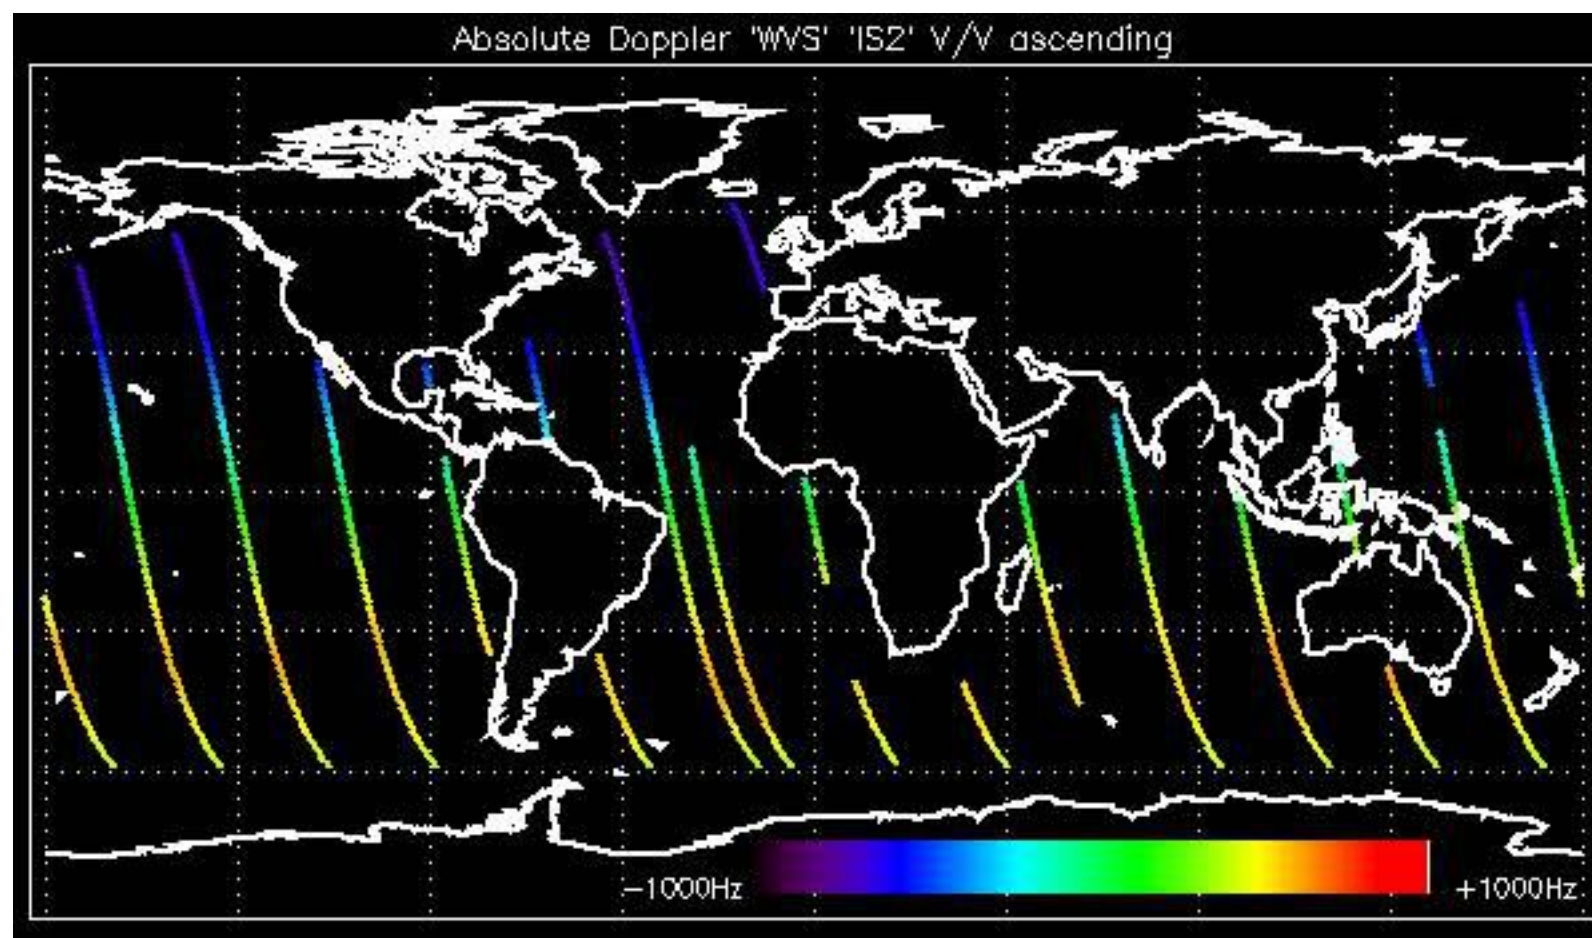 Absolute Doppler 'WVS' 'IS2' V/V ascending
-1000Hz +1000Hz